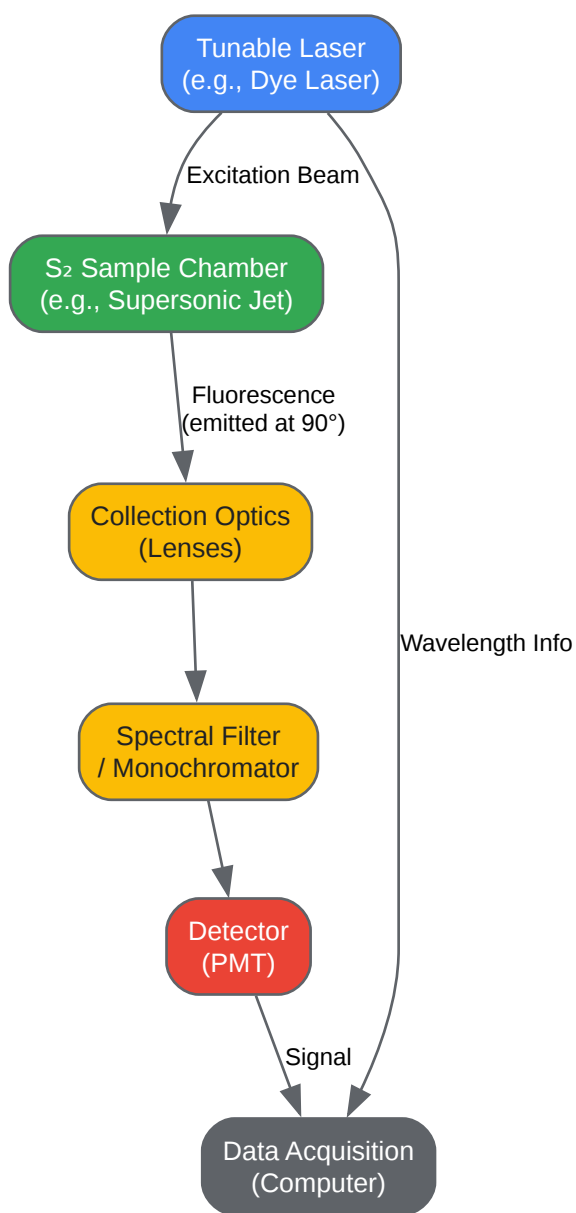 Tunable Laser
(e.g., Dye Laser)
Excitation Beam
S₂ Sample Chamber
(e.g., Supersonic Jet)
Fluorescence
(emitted at 90°)
Collection Optics
(Lenses)
Wavelength Info
Spectral Filter
/ Monochromator
Detector
(PMT)
Signal
Data Acquisition
(Computer)